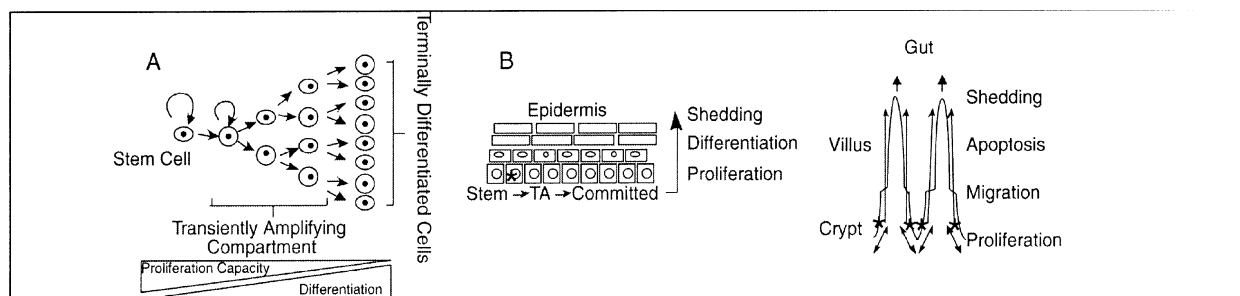 A
Stem Cell
Transiently Amplifying
Compartment
Proliferation Capacity
Differentiation
Terminally Differentiated Cells
B
Epidermis
Shedding
Differentiation
Proliferation
Stem TA Committed
Gut
Villus
Crypt
Shedding
Apoptosis
Migration
Proliferation